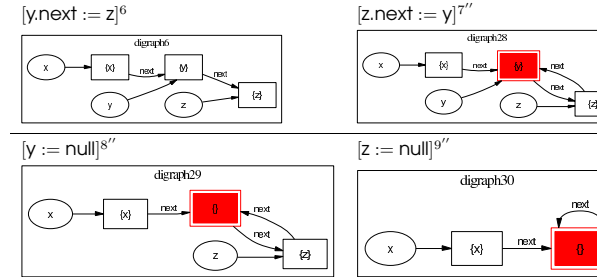 [y.next := z]⁶
[z.next := y]⁷′′
digraph6
x
{x}
next
{y}
next
y
z
{z}
digraph28
x
{x}
next
{y}
next
next
y
z
{z}
[y := null]⁸′′
[z := null]⁹′′
digraph29
x
{x}
next
{}
next
next
z
{z}
digraph30
next
x
{x}
next
{}